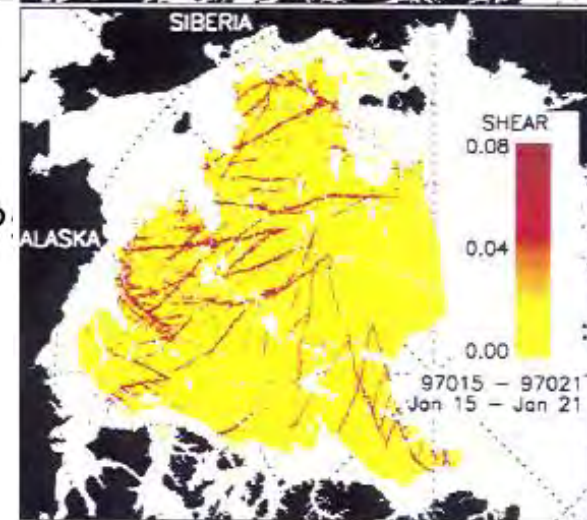 SIBERIA
ALASKA
SHEAR
0.08
0.04
0.00
97015 – 97021
Jan 15 – Jan 21